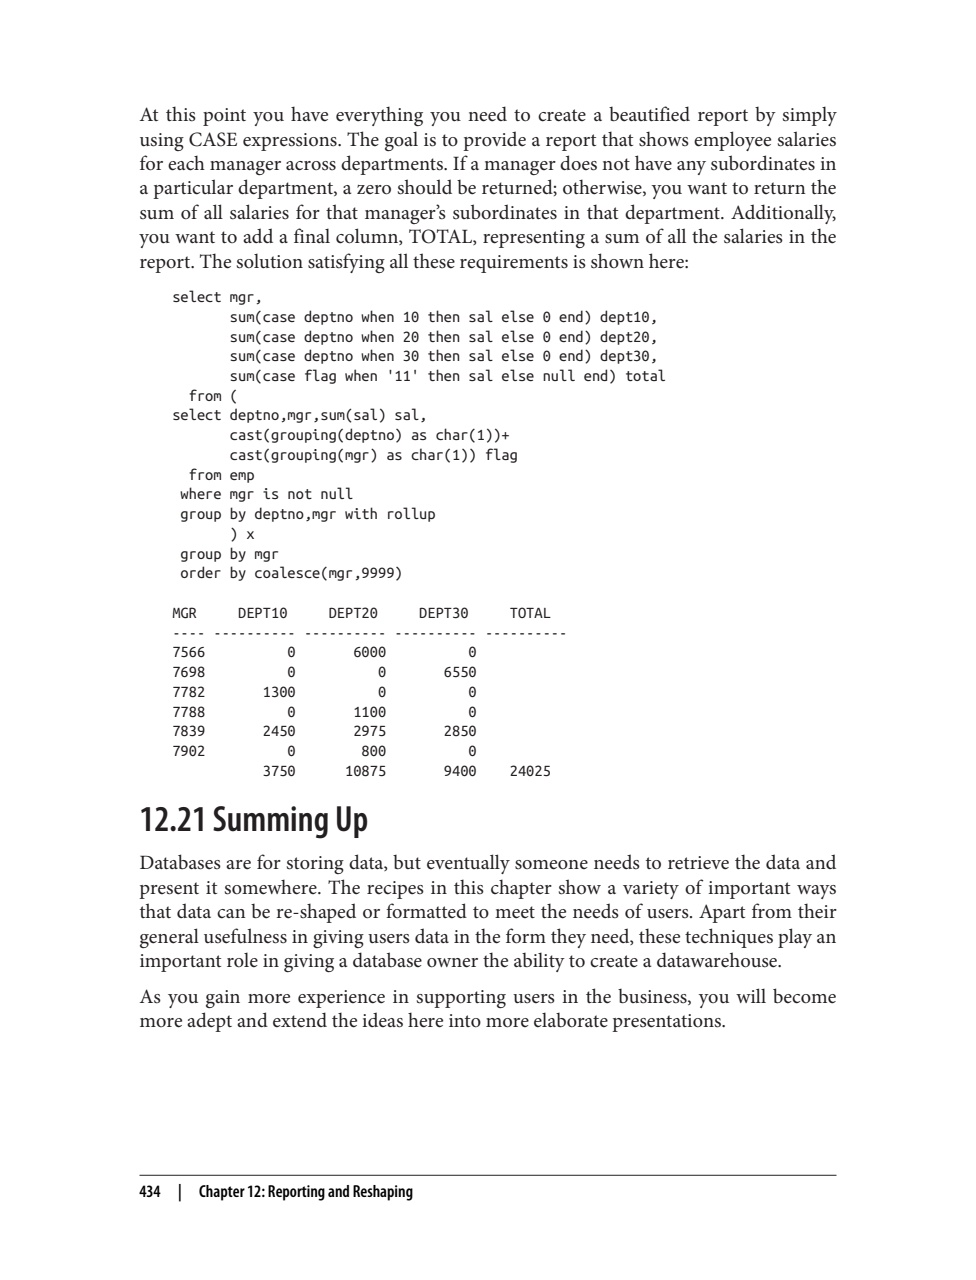 At this point you have everything you need to create a beautified report by simply
using CASE expressions. The goal is to provide a report that shows employee salaries
for each manager across departments. If a manager does not have any subordinates in
a particular department, a zero should be returned; otherwise, you want to return the
sum of all salaries for that manager’s subordinates in that department. Additionally,
you want to add a final column, TOTAL, representing a sum of all the salaries in the
report. The solution satisfying all these requirements is shown here:
select mgr,
       sum(case deptno when 10 then sal else 0 end) dept10,
       sum(case deptno when 20 then sal else 0 end) dept20,
       sum(case deptno when 30 then sal else 0 end) dept30,
       sum(case flag when '11' then sal else null end) total
  from (
select deptno,mgr,sum(sal) sal,
       cast(grouping(deptno) as char(1))+
       cast(grouping(mgr) as char(1)) flag
  from emp
 where mgr is not null
 group by deptno,mgr with rollup
       ) x
 group by mgr
 order by coalesce(mgr,9999)
MGR     DEPT10     DEPT20     DEPT30     TOTAL
---- ---------- ---------- ---------- ----------
7566          0       6000          0
7698          0          0       6550
7782       1300          0          0
7788          0       1100          0
7839       2450       2975       2850
7902          0        800          0
           3750      10875       9400    24025
12.21 Summing Up
Databases are for storing data, but eventually someone needs to retrieve the data and
present it somewhere. The recipes in this chapter show a variety of important ways
that data can be re-shaped or formatted to meet the needs of users. Apart from their
general usefulness in giving users data in the form they need, these techniques play an
important role in giving a database owner the ability to create a datawarehouse.
As you gain more experience in supporting users in the business, you will become
more adept and extend the ideas here into more elaborate presentations.
434 | Chapter 12: Reporting and Reshaping